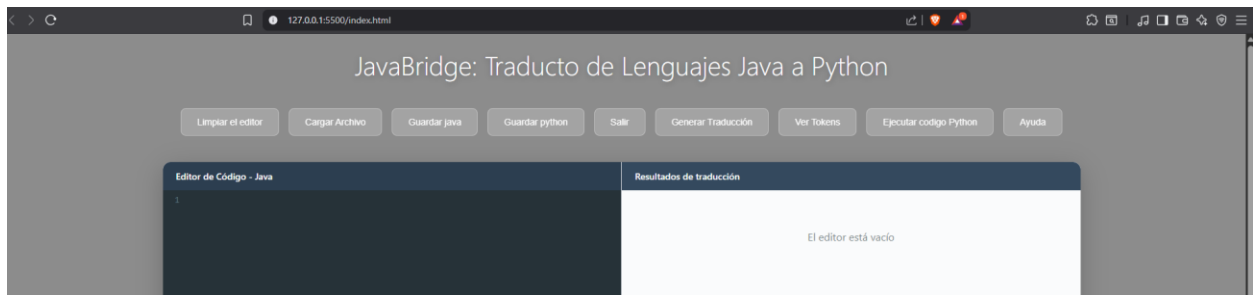 127.0.0.1:5500/index.html
JavaBridge: Traducto de Lenguajes Java a Python
Limpiar el editor Cargar Archivo Guardar java Guardar python Salir Generar Traducción Ver Tokens Ejecutar codigo Python Ayuda
Editor de Código - Java Resultados de traducción
1
El editor está vacío